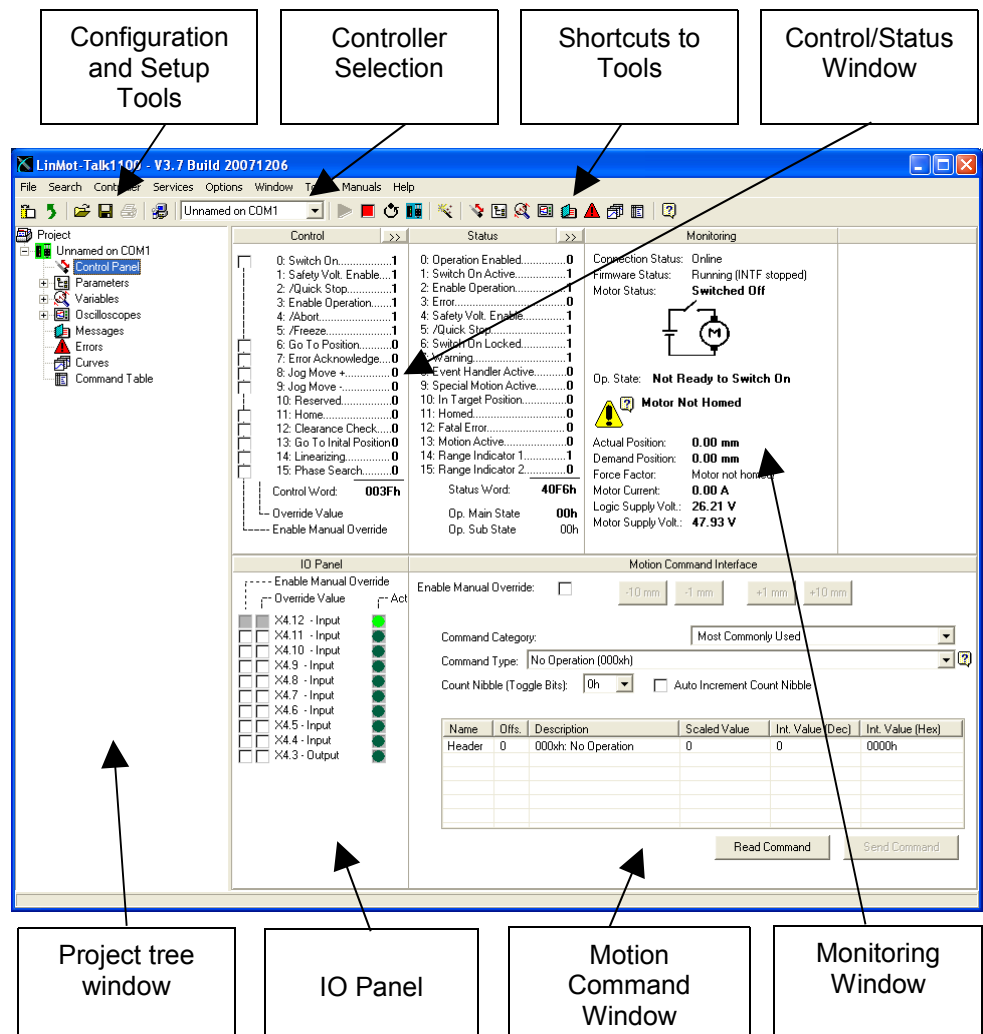 Configuration
and Setup
Tools
Controller
Selection
Shortcuts to
Tools
Control/Status
Window
LinMot-Talk1100 - V3.7 Build 20071206
File Search Controller Services Options Window Tools Manuals Help
Unnamed on COM1
Project
Unnamed on COM1
Control Panel
Parameters
Variables
Oscilloscopes
Messages
Errors
Curves
Command Table
Control >>
0: Switch On..............1
1: Safety Volt. Enable....1
2: /Quick Stop.............1
3: Enable Operation......1
4: /Abort....................1
5: /Freeze..................1
6: Go To Position.........0
7: Error Acknowledge....0
8: Jog Move +.............0
9: Jog Move -..............0
10: Reserved..............0
11: Home....................0
12: Clearance Check.....0
13: Go To Inital Position 0
14: Linearizing..............0
15: Phase Search.........0
Control Word: 003Fh
Override Value
Enable Manual Override
Status >>
0: Operation Enabled...........0
1: Switch On Active.............1
2: Enable Operation.............1
3: Error............................0
4: Safety Volt. Enable..........1
5: /Quick Stop...................1
6: Switch On Locked...........1
7: Warning.......................1
8: Event Handler Active.......0
9: Special Motion Active.......0
10: In Target Position..........0
11: Homed........................0
12: Fatal Error....................0
13: Motion Active...............0
14: Range Indicator 1..........1
15: Range Indicator 2..........0
Status Word: 40F6h
Op. Main State 00h
Op. Sub State 00h
Monitoring
Connection Status: Online
Firmware Status: Running (INTF stopped)
Motor Status: Switched Off
M
Op. State: Not Ready to Switch On
Motor Not Homed
Actual Position: 0.00 mm
Demand Position: 0.00 mm
Force Factor: Motor not homed
Motor Current: 0.00 A
Logic Supply Volt.: 26.21 V
Motor Supply Volt.: 47.93 V
IO Panel
Enable Manual Override
Override Value Act
X4.12 - Input
X4.11 - Input
X4.10 - Input
X4.9 - Input
X4.8 - Input
X4.7 - Input
X4.6 - Input
X4.5 - Input
X4.4 - Input
X4.3 - Output
Motion Command Interface
Enable Manual Override: -10 mm -1 mm +1 mm +10 mm
Command Category: Most Commonly Used
Command Type: No Operation (000xh)
Count Nibble (Toggle Bits): 0h Auto Increment Count Nibble
Name Offs. Description Scaled Value Int. Value (Dec) Int. Value (Hex)
Header 0 000xh: No Operation 0 0 0000h
Read Command Send Command
Project tree
window
IO Panel
Motion
Command
Window
Monitoring
Window